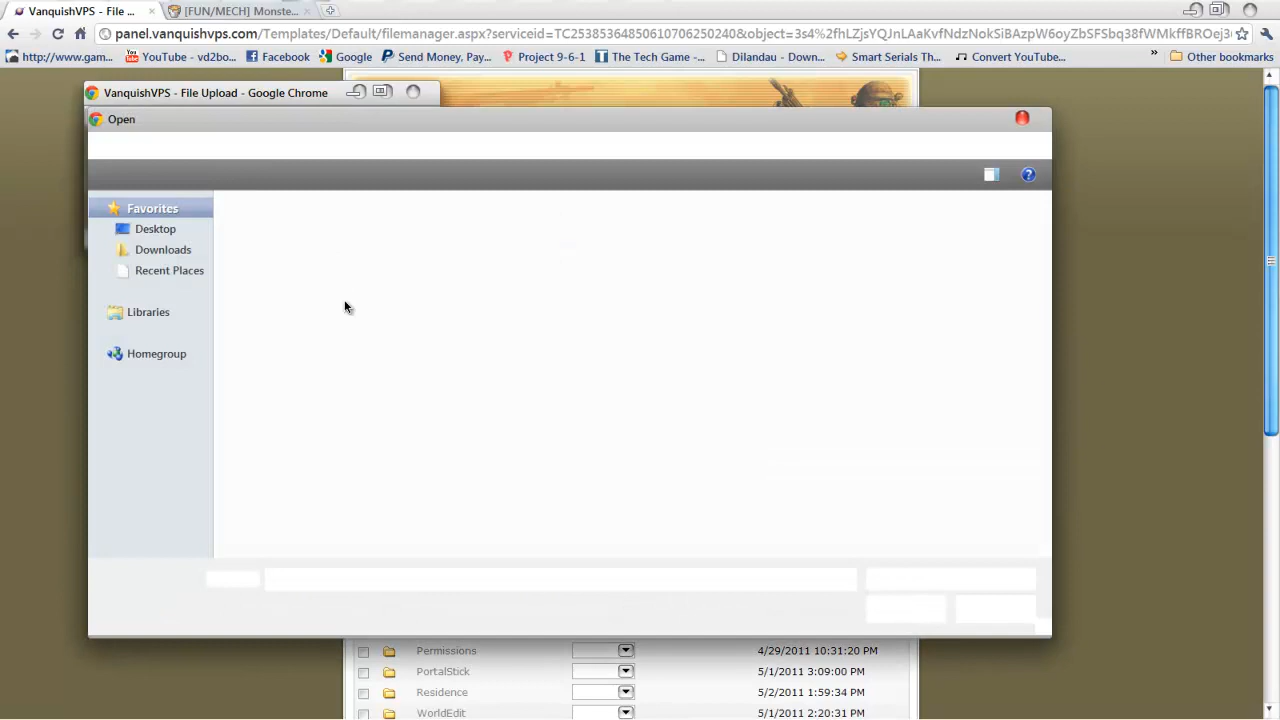 VanquishVPS - File ...
[FUN/MECH] Monste...
panel.vanquishvps.com/Templates/Default/filemanager.aspx?serviceid=TC253853648506107062502​40&object=3s4%2fhLZjsYQJnLAaKvfNdzNokSiBAzpW6oyZbSFSbq38fWMkffBROEJ3
http://www.gam...
YouTube - vd2bo...
Facebook
Google
Send Money, Pay...
Project 9-6-1
The Tech Game -...
Dilandau - Down...
Smart Serials Th...
Convert YouTube...
»
Other bookmarks
VanquishVPS - File Upload - Google Chrome
Open
Favorites
Desktop
Downloads
Recent Places
Libraries
Homegroup
Permissions 4/29/2011 10:31:20 PM
PortalStick 5/1/2011 3:09:00 PM
Residence 5/2/2011 1:59:34 PM
WorldEdit 5/1/2011 2:20:31 PM